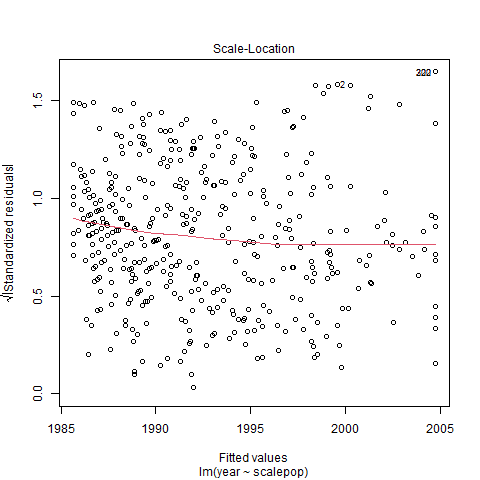 Scale-Location
√|Standardized residuals|
0.0 0.5 1.0 1.5
2
1985 1990 1995 2000 2005
Fitted values
lm(year ~ scalepop)